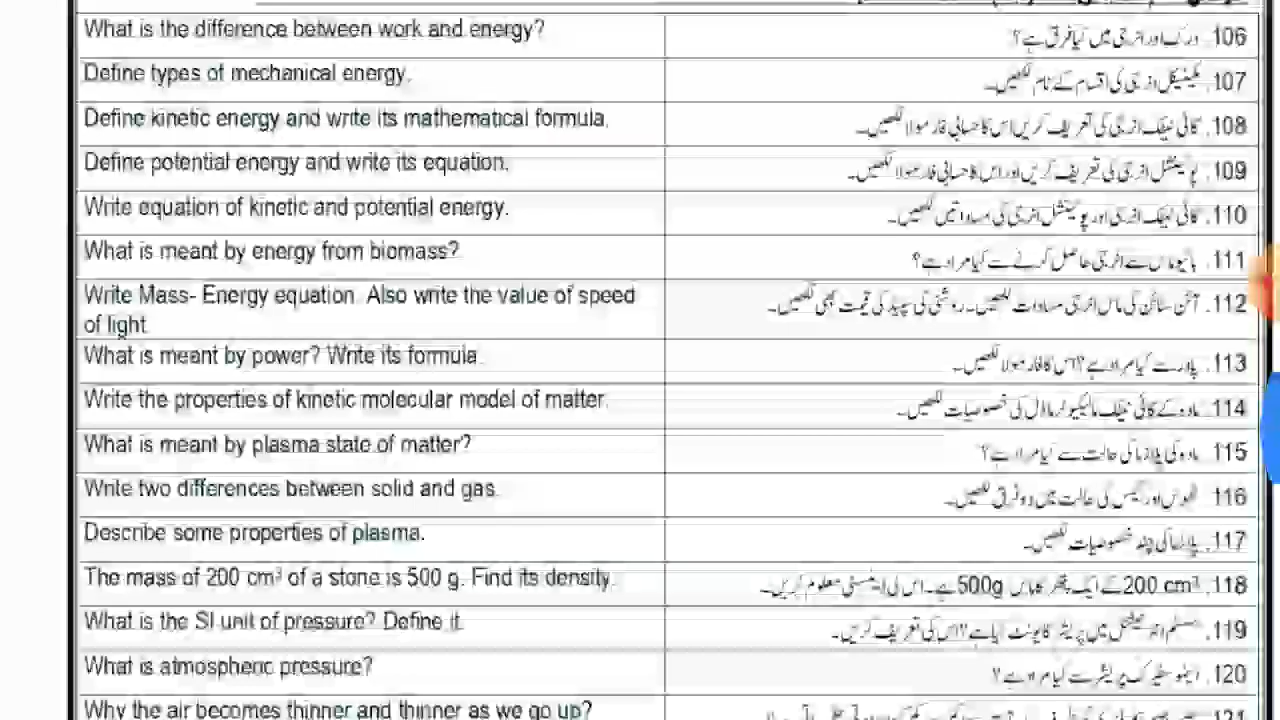 What is the difference between work and energy?
106. ورک اور انرجی میں کیا فرق ہے؟
Define types of mechanical energy.
107. مکینیکل انرجی کی اقسام کے نام لکھیں۔
Define kinetic energy and write its mathematical formula.
108. کائی نیٹک انرجی کی تعریف کریں اس کا حسابی فارمولا لکھیں۔
Define potential energy and write its equation.
109. پوٹینشل انرجی کی تعریف کریں اور اس کا حسابی فارمولا لکھیں۔
Write equation of kinetic and potential energy.
110. کائی نیٹک انرجی اور پوٹینشل انرجی کی مساواتیں لکھیں۔
What is meant by energy from biomass?
111. بائیوماس سے انرجی حاصل کرنے سے کیا مراد ہے؟
Write Mass- Energy equation. Also write the value of speed
of light.
112. آئن سٹائن کی ماس انرجی مساوات لکھیں۔ روشنی کی سپیڈ کی قیمت بھی لکھیں۔
What is meant by power? Write its formula.
113. پاور سے کیا مراد ہے؟ اس کا فارمولا لکھیں۔
Write the properties of kinetic molecular model of matter.
114. مادہ کے کائی نیٹک مالیکیولر ماڈل کی خصوصیات لکھیں۔
What is meant by plasma state of matter?
115. مادہ کی پلازما کی حالت سے کیا مراد ہے؟
Write two differences between solid and gas.
116. ٹھوس اور گیس کی حالت میں دو فرق لکھیں۔
Describe some properties of plasma.
117. پلازما کی چند خصوصیات لکھیں۔
The mass of 200 cm³ of a stone is 500 g. Find its density.
118. 200 cm³ کے ایک پتھر کا ماس 500g ہے۔ اس کی ڈینسٹی معلوم کریں۔
What is the SI unit of pressure? Define it.
119. سسٹم انٹرنیشنل میں پریشر کا یونٹ کیا ہے؟ اس کی تعریف کریں۔
What is atmospheric pressure?
120. ایٹموسفیرک پریشر سے کیا مراد ہے؟
Why the air becomes thinner and thinner as we go up?
121.